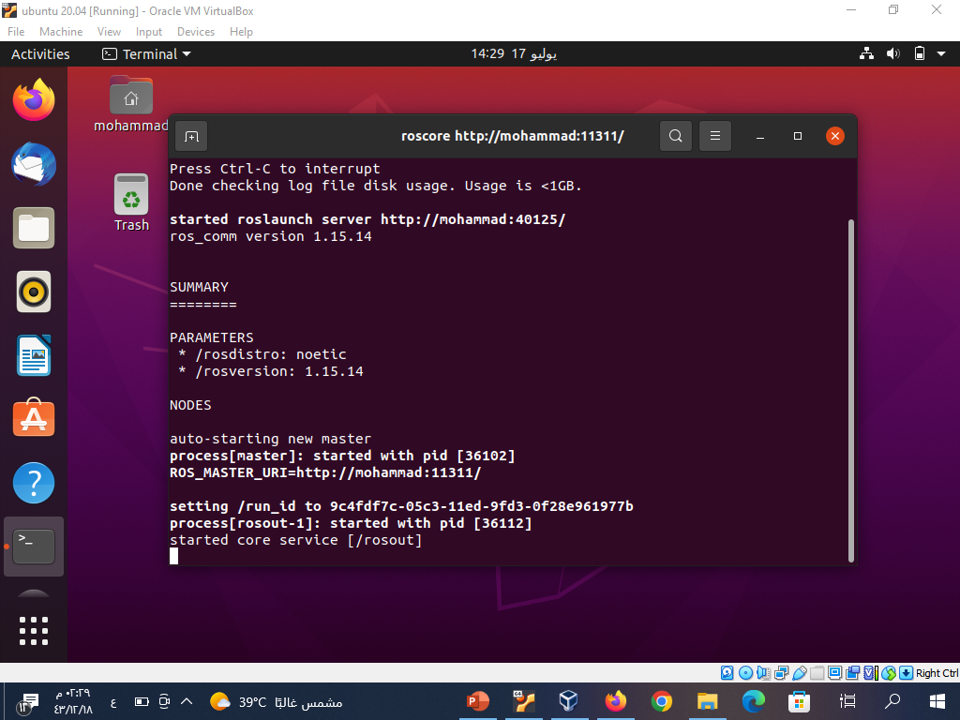 ubuntu 20.04 [Running] - Oracle VM VirtualBox
File Machine View Input Devices Help
Activities Terminal 14:29 17 يوليو
mohammad
Trash
roscore http://mohammad:11311/
Press Ctrl-C to interrupt
Done checking log file disk usage. Usage is <1GB.
started roslaunch server http://mohammad:40125/
ros_comm version 1.15.14
SUMMARY
========
PARAMETERS
* /rosdistro: noetic
* /rosversion: 1.15.14
NODES
auto-starting new master
process[master]: started with pid [36102]
ROS_MASTER_URI=http://mohammad:11311/
setting /run_id to 9c4fdf7c-05c3-11ed-9fd3-0f28e961977b
process[rosout-1]: started with pid [36112]
started core service [/rosout]
Right Ctrl
٠٢:٢٩ م
٤٣/١٢/١٨
ع
39°C مشمس غالبًا